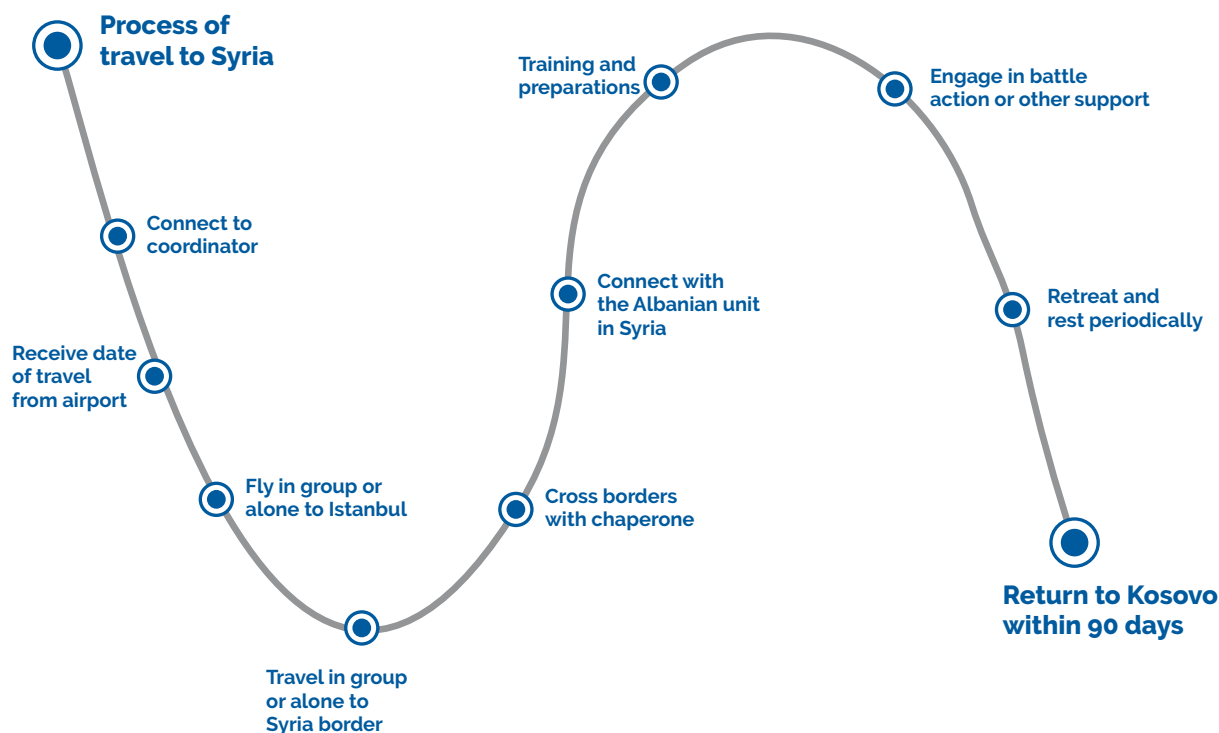 Process of
travel to Syria
Connect to
coordinator
Receive date
of travel
from airport
Fly in group or
alone to Istanbul
Travel in group
or alone to
Syria border
Cross borders
with chaperone
Connect with
the Albanian unit
in Syria
Training and
preparations
Engage in battle
action or other support
Retreat and
rest periodically
Return to Kosovo
within 90 days